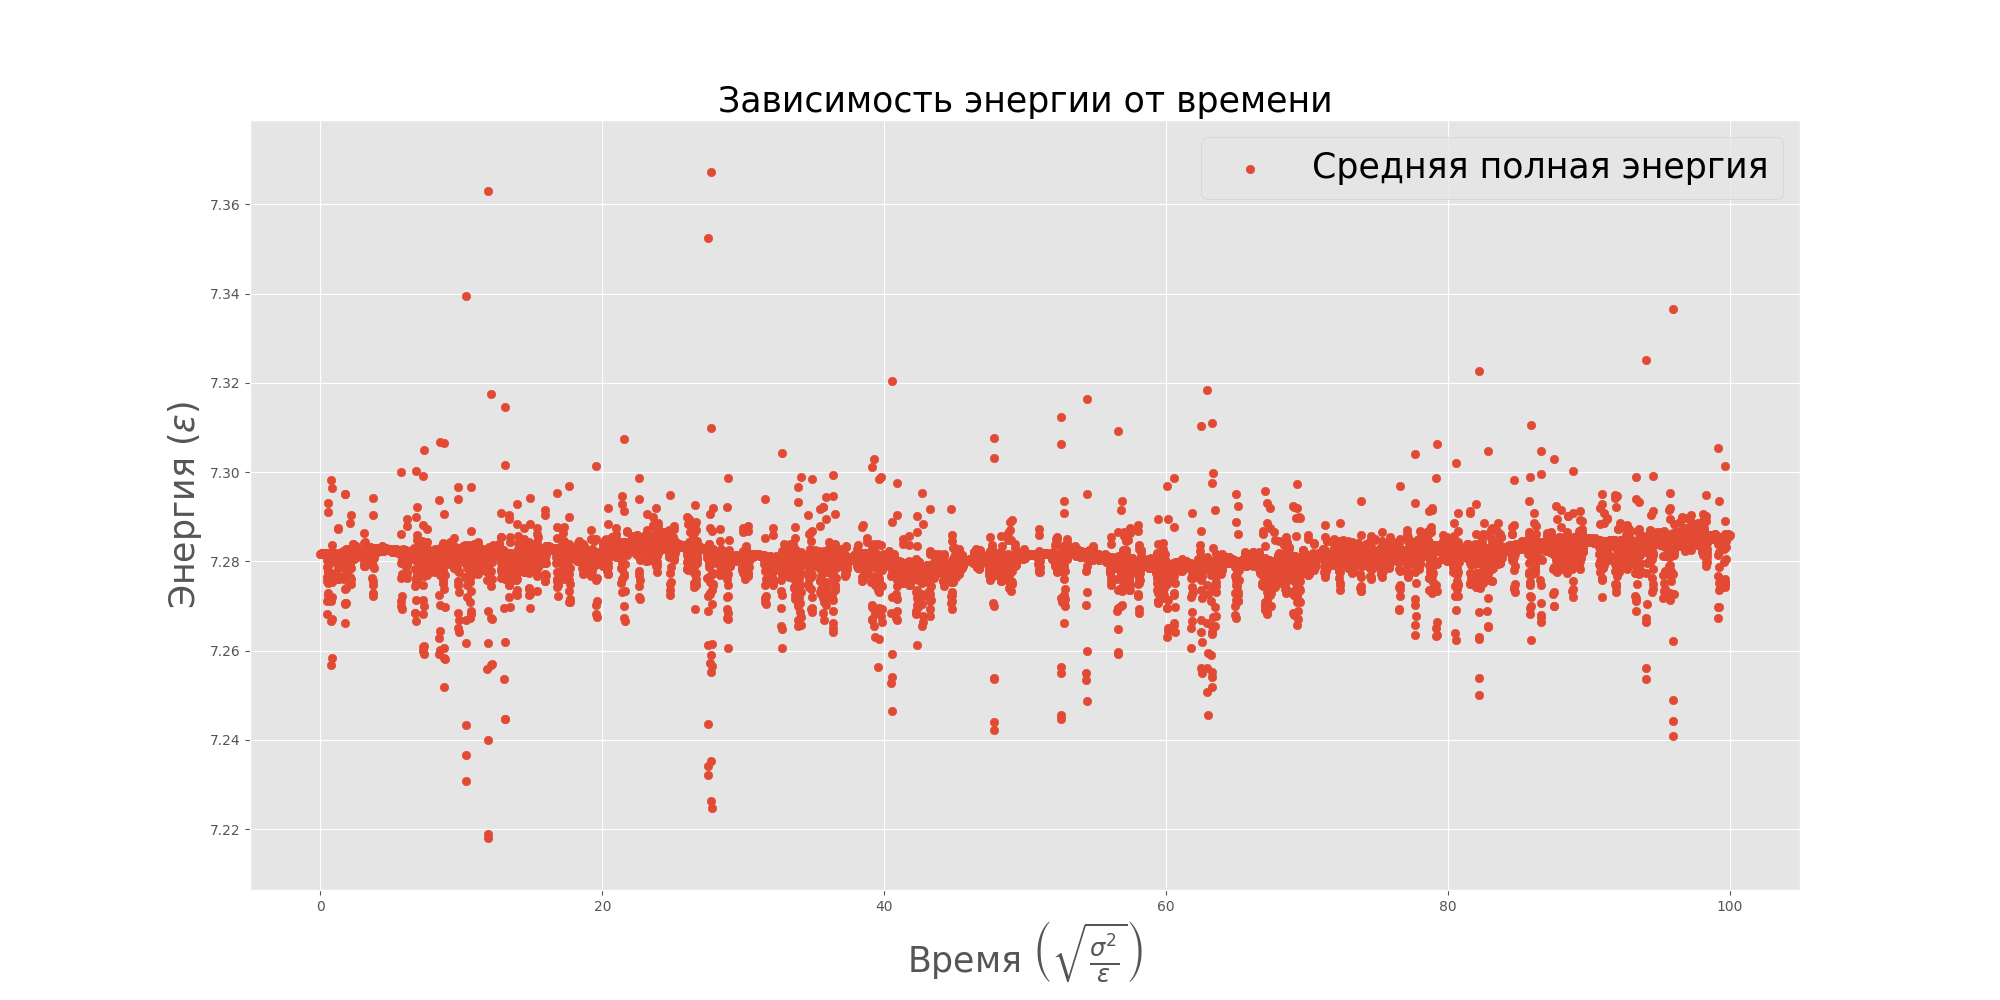 Зависимость энергии от времени
Средняя полная энергия
Энергия (ε)
7.36
7.34
7.32
7.30
7.28
7.26
7.24
7.22
0 20 40 60 80 100
Время (√(σ²/ε))